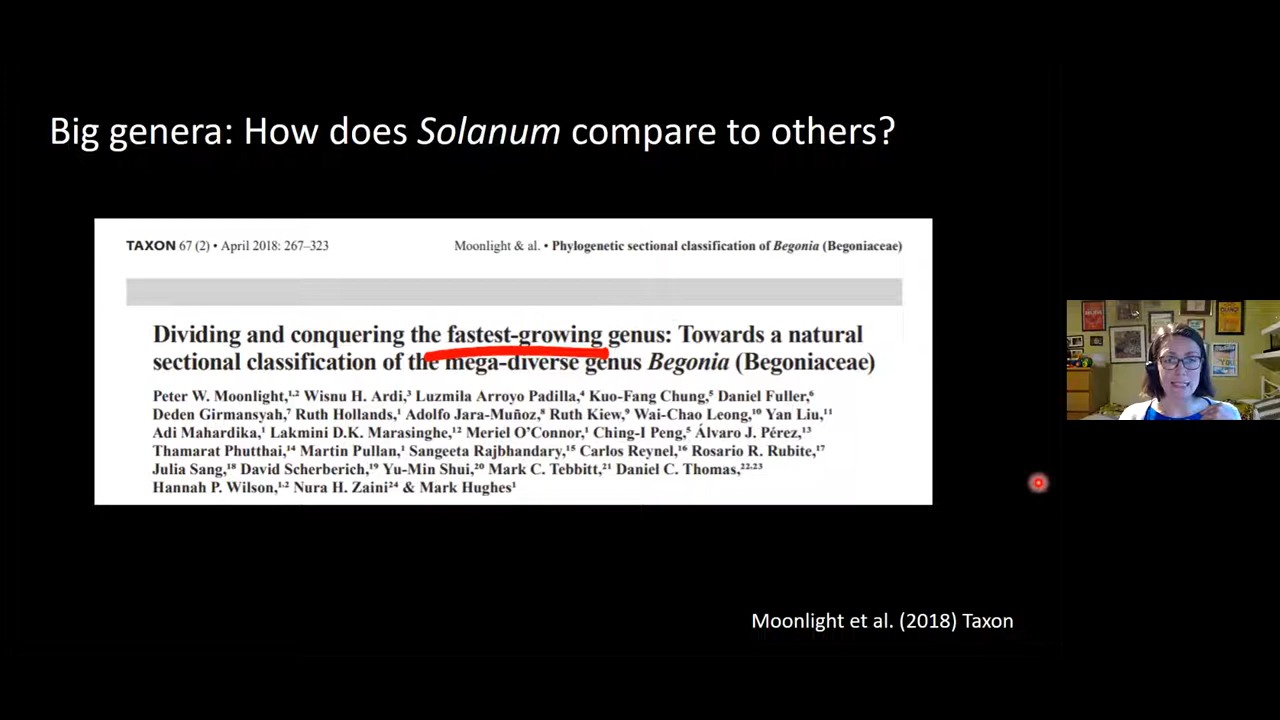 Big genera: How does Solanum compare to others?
TAXON 67 (2) • April 2018: 267–323
Moonlight & al. • Phylogenetic sectional classification of Begonia (Begoniaceae)
Dividing and conquering the fastest-growing genus: Towards a natural
sectional classification of the mega-diverse genus Begonia (Begoniaceae)
Peter W. Moonlight,1,2 Wisnu H. Ardi,3 Luzmila Arroyo Padilla,4 Kuo-Fang Chung,5 Daniel Fuller,6
Deden Girmansyah,7 Ruth Hollands,1 Adolfo Jara-Muñoz,8 Ruth Kiew,9 Wai-Chao Leong,10 Yan Liu,11
Adi Mahardika,1 Lakmini D.K. Marasinghe,12 Meriel O’Connor,1 Ching-I Peng,5 Álvaro J. Pérez,13
Thamarat Phutthai,14 Martin Pullan,1 Sangeeta Rajbhandary,15 Carlos Reynel,16 Rosario R. Rubite,17
Julia Sang,18 David Scherberich,19 Yu-Min Shui,20 Mark C. Tebbitt,21 Daniel C. Thomas,22,23
Hannah P. Wilson,1,2 Nura H. Zaini24 & Mark Hughes1
Moonlight et al. (2018) Taxon